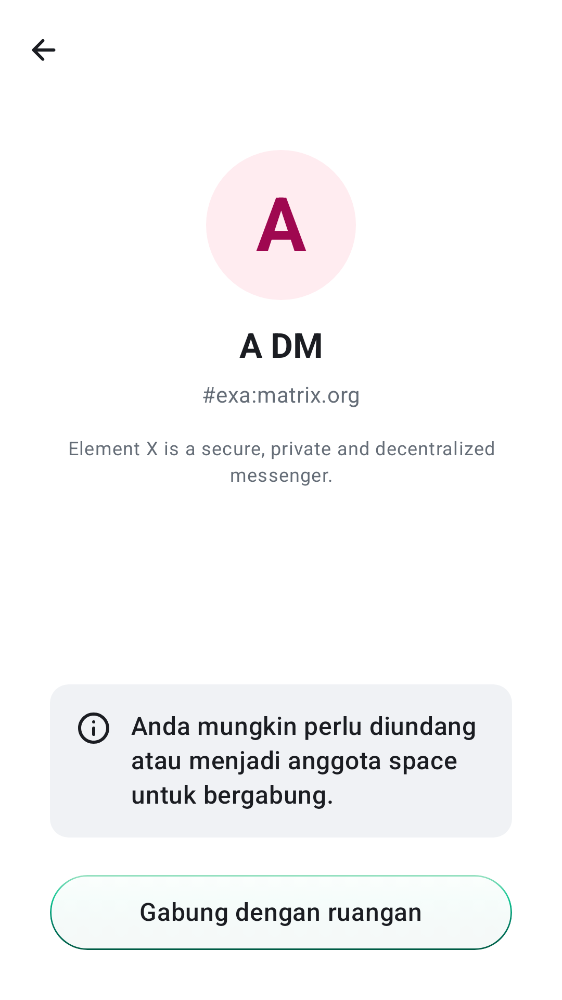 A
A DM
#exa:matrix.org
Element X is a secure, private and decentralized
messenger.
Anda mungkin perlu diundang
atau menjadi anggota space
untuk bergabung.
Gabung dengan ruangan